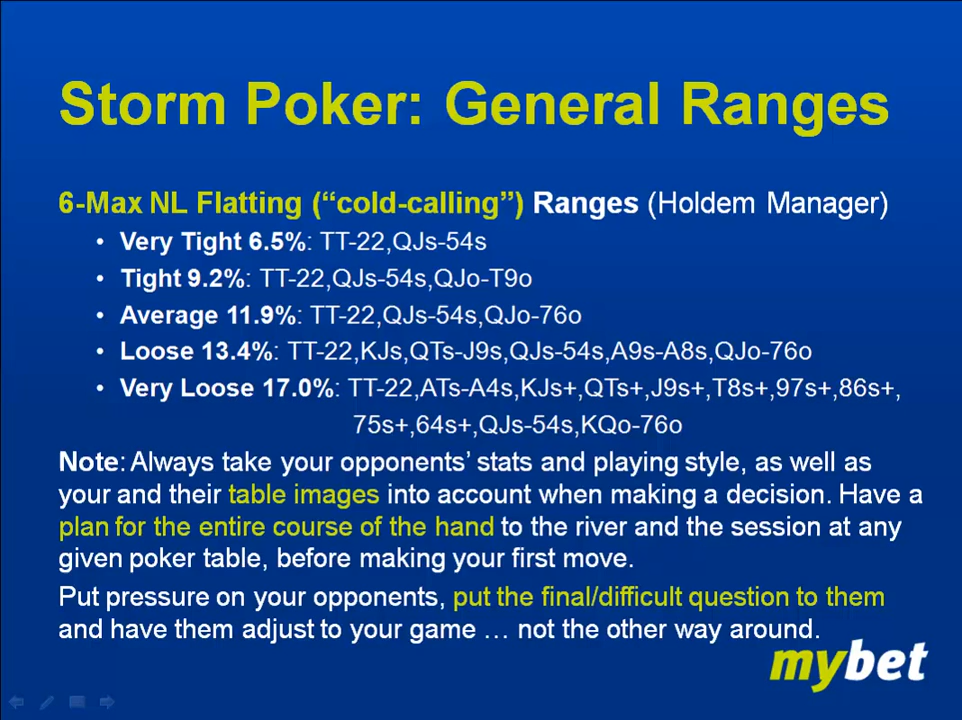 Storm Poker: General Ranges
6-Max NL Flatting (“cold-calling”) Ranges (Holdem Manager)
• Very Tight 6.5%: TT-22,QJs-54s
• Tight 9.2%: TT-22,QJs-54s,QJo-T9o
• Average 11.9%: TT-22,QJs-54s,QJo-76o
• Loose 13.4%: TT-22,KJs,QTs-J9s,QJs-54s,A9s-A8s,QJo-76o
• Very Loose 17.0%: TT-22,ATs-A4s,KJs+,QTs+,J9s+,T8s+,97s+,86s+,
75s+,64s+,QJs-54s,KQo-76o
Note: Always take your opponents’ stats and playing style, as well as
your and their table images into account when making a decision. Have a
plan for the entire course of the hand to the river and the session at any
given poker table, before making your first move.
Put pressure on your opponents, put the final/difficult question to them
and have them adjust to your game … not the other way around.
mybet